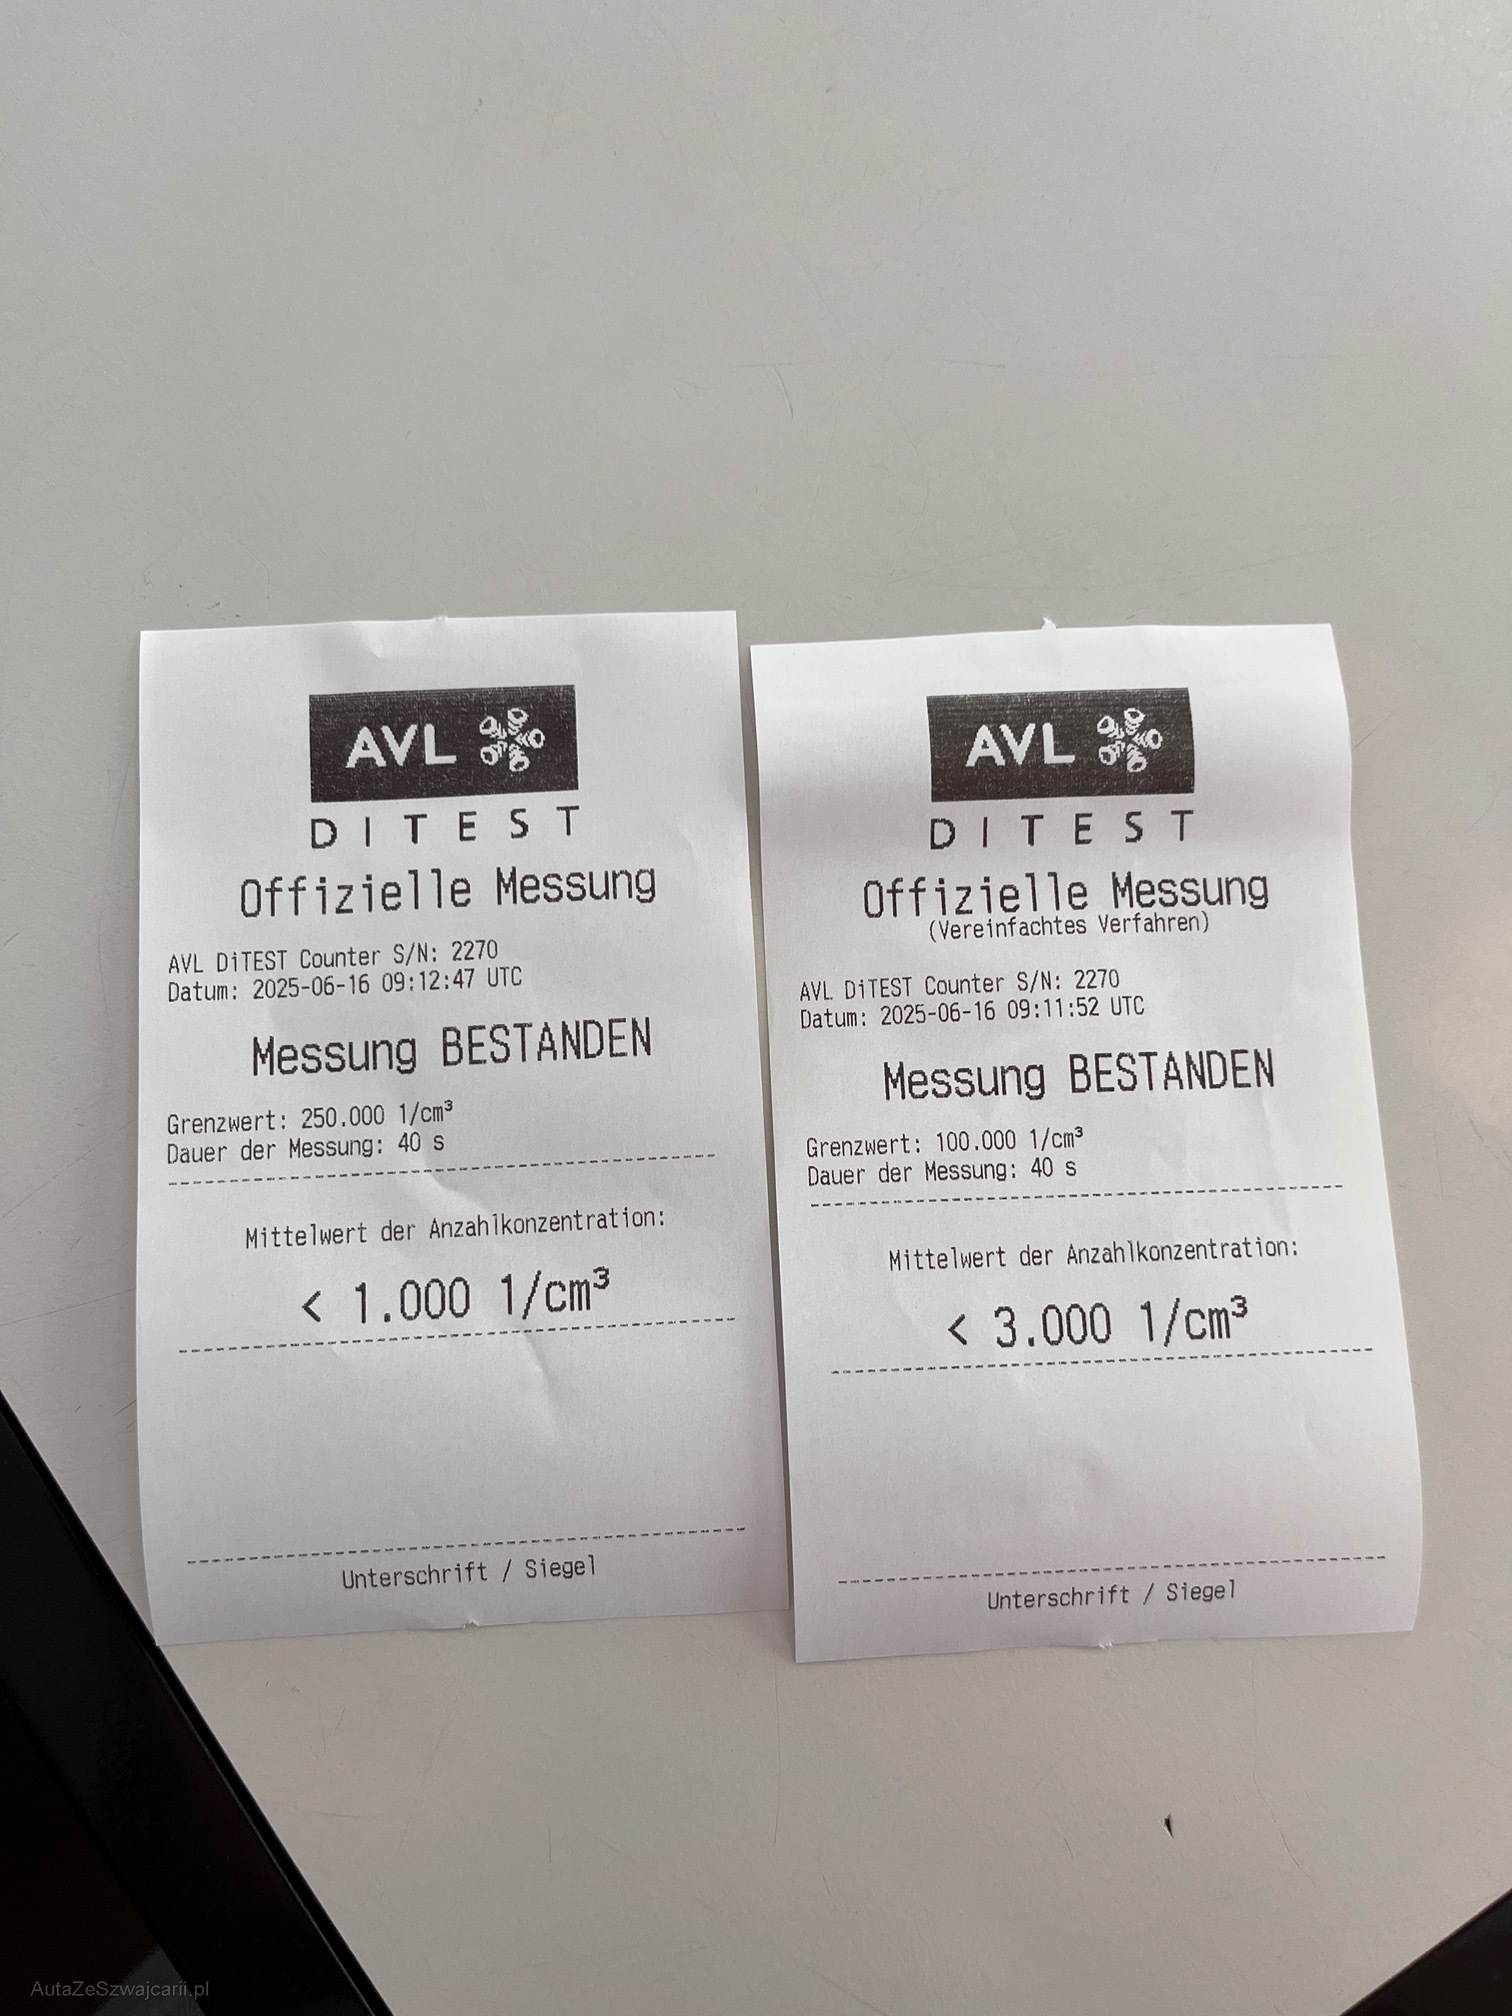 AVL
DITEST
Offizielle Messung
AVL DiTEST Counter S/N: 2270
Datum: 2025-06-16 09:12:47 UTC
Messung BESTANDEN
Grenzwert: 250.000 1/cm³
Dauer der Messung: 40 s
Mittelwert der Anzahlkonzentration:
< 1.000 1/cm³
Unterschrift / Siegel
AVL
DITEST
Offizielle Messung
(Vereinfachtes Verfahren)
AVL DiTEST Counter S/N: 2270
Datum: 2025-06-16 09:11:52 UTC
Messung BESTANDEN
Grenzwert: 100.000 1/cm³
Dauer der Messung: 40 s
Mittelwert der Anzahlkonzentration:
< 3.000 1/cm³
Unterschrift / Siegel
AutaZeSzwajcarii.pl